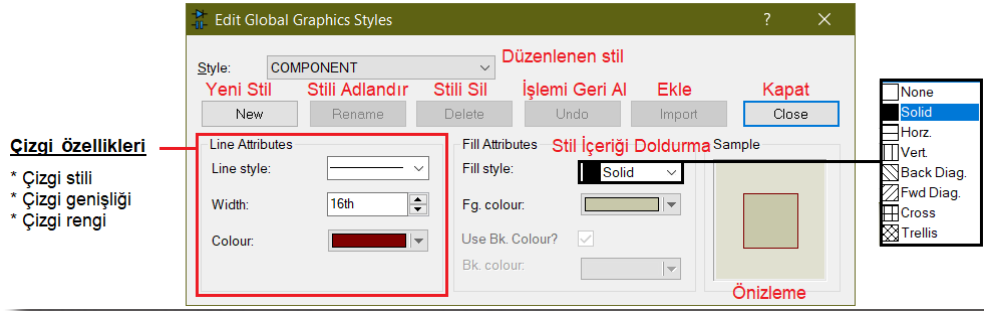 Edit Global Graphics Styles ? ×
Style: COMPONENT Düzenlenen stil
Yeni Stil Stili Adlandır Stili Sil İşlemi Geri Al Ekle Kapat
New Rename Delete Undo Import Close
Çizgi özellikleri
* Çizgi stili
* Çizgi genişliği
* Çizgi rengi
Line Attributes
Line style:
Width: 16th
Colour:
Fill Attributes Stil İçeriği Doldurma
Fill style: Solid
Fg. colour:
Use Bk. Colour?
Bk. colour:
Sample
Önizleme
None
Solid
Horz.
Vert.
Back Diag.
Fwd Diag.
Cross
Trellis